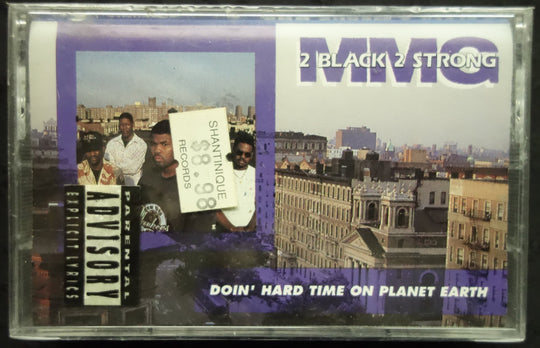 2 BLACK 2 STRONG
MMG
SHANTINIQUE
RECORDS
$8.98
PARENTAL
ADVISORY
EXPLICIT LYRICS
DOIN' HARD TIME ON PLANET EARTH